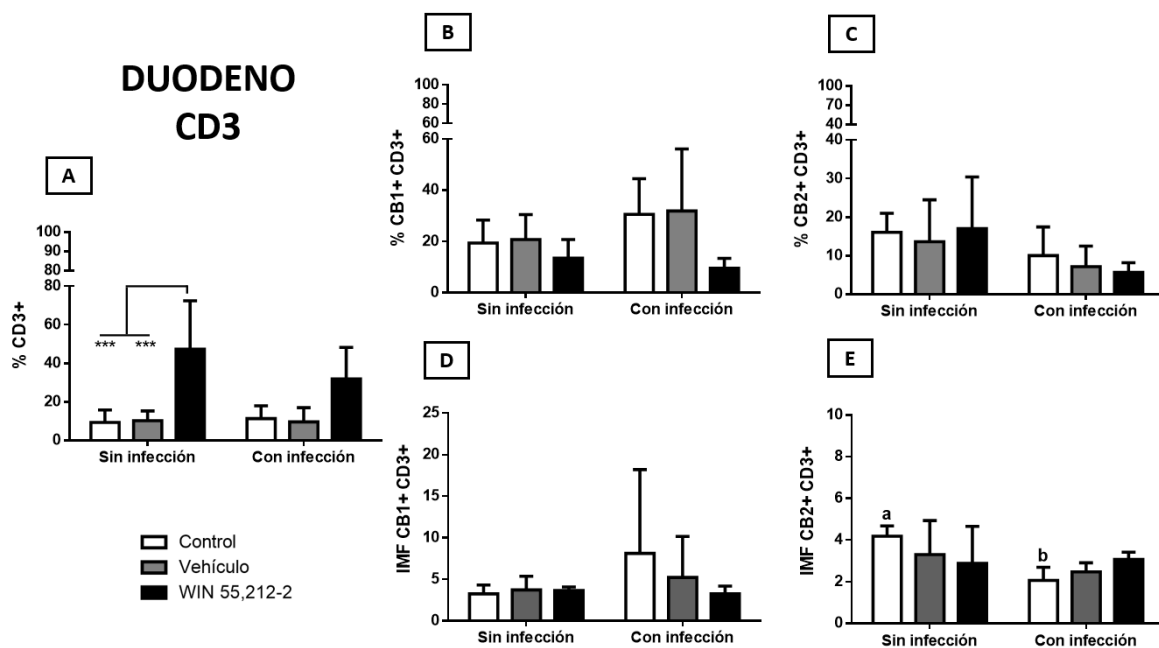 DUODENO
CD3
A
% CD3+
100
90
80
80
60
40
20
0
*** ***
Sin infección Con infección
Control
Vehículo
WIN 55,212-2
B
% CB1+ CD3+
100
80
60
60
40
20
0
Sin infección Con infección
C
% CB2+ CD3+
100
70
40
30
20
10
0
Sin infección Con infección
D
IMF CB1+ CD3+
25
20
15
10
5
0
Sin infección Con infección
E
IMF CB2+ CD3+
10
8
6
4
2
0
a
b
Sin infección Con infección